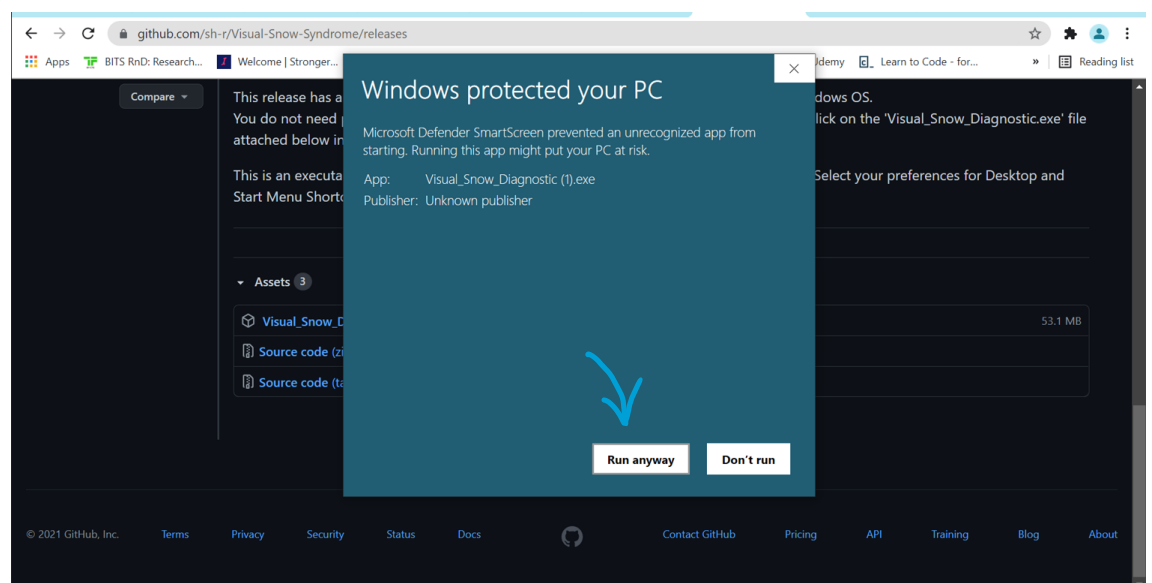 github.com/sh-r/Visual-Snow-Syndrome/releases
Apps BITS RnD: Research... Welcome | Stronger... Udemy Learn to Code - for... » Reading list
Compare
This release has a
dows OS.
You do not need
lick on the 'Visual_Snow_Diagnostic.exe' file
attached below in
This is an executa
Select your preferences for Desktop and
Start Menu Shortc
Assets 3
Visual_Snow_D
53.1 MB
Source code (zi
Source code (ta
Windows protected your PC
Microsoft Defender SmartScreen prevented an unrecognized app from
starting. Running this app might put your PC at risk.
App: Visual_Snow_Diagnostic (1).exe
Publisher: Unknown publisher
Run anyway Don't run
© 2021 GitHub, Inc. Terms Privacy Security Status Docs Contact GitHub Pricing API Training Blog About